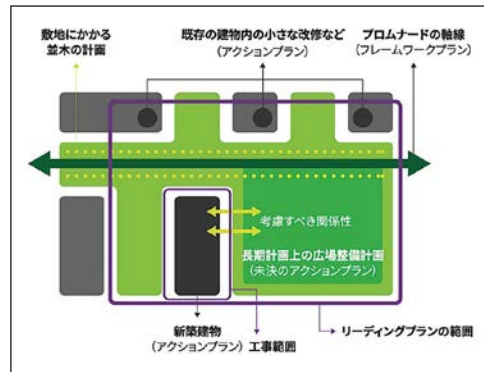 敷地にかかる
並木の計画
既存の建物内の小さな改修など
（アクションプラン）
プロムナードの軸線
（フレームワークプラン）
考慮すべき関係性
長期計画上の広場整備計画
（未決のアクションプラン）
新築建物
（アクションプラン）
工事範囲
リーディングプランの範囲